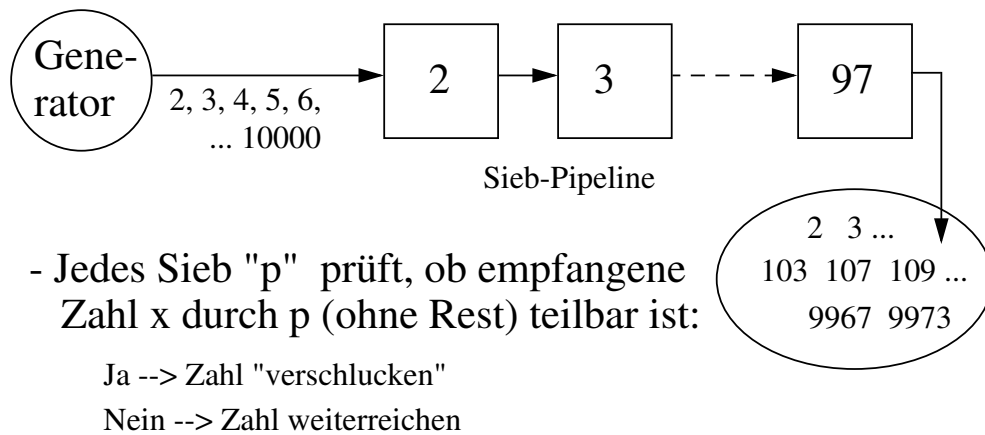 Gene-
rator
2, 3, 4, 5, 6,
... 10000
2
3
97
Sieb-Pipeline
2 3 ...
103 107 109 ...
9967 9973
- Jedes Sieb "p" prüft, ob empfangene
Zahl x durch p (ohne Rest) teilbar ist:
Ja --> Zahl "verschlucken"
Nein --> Zahl weiterreichen